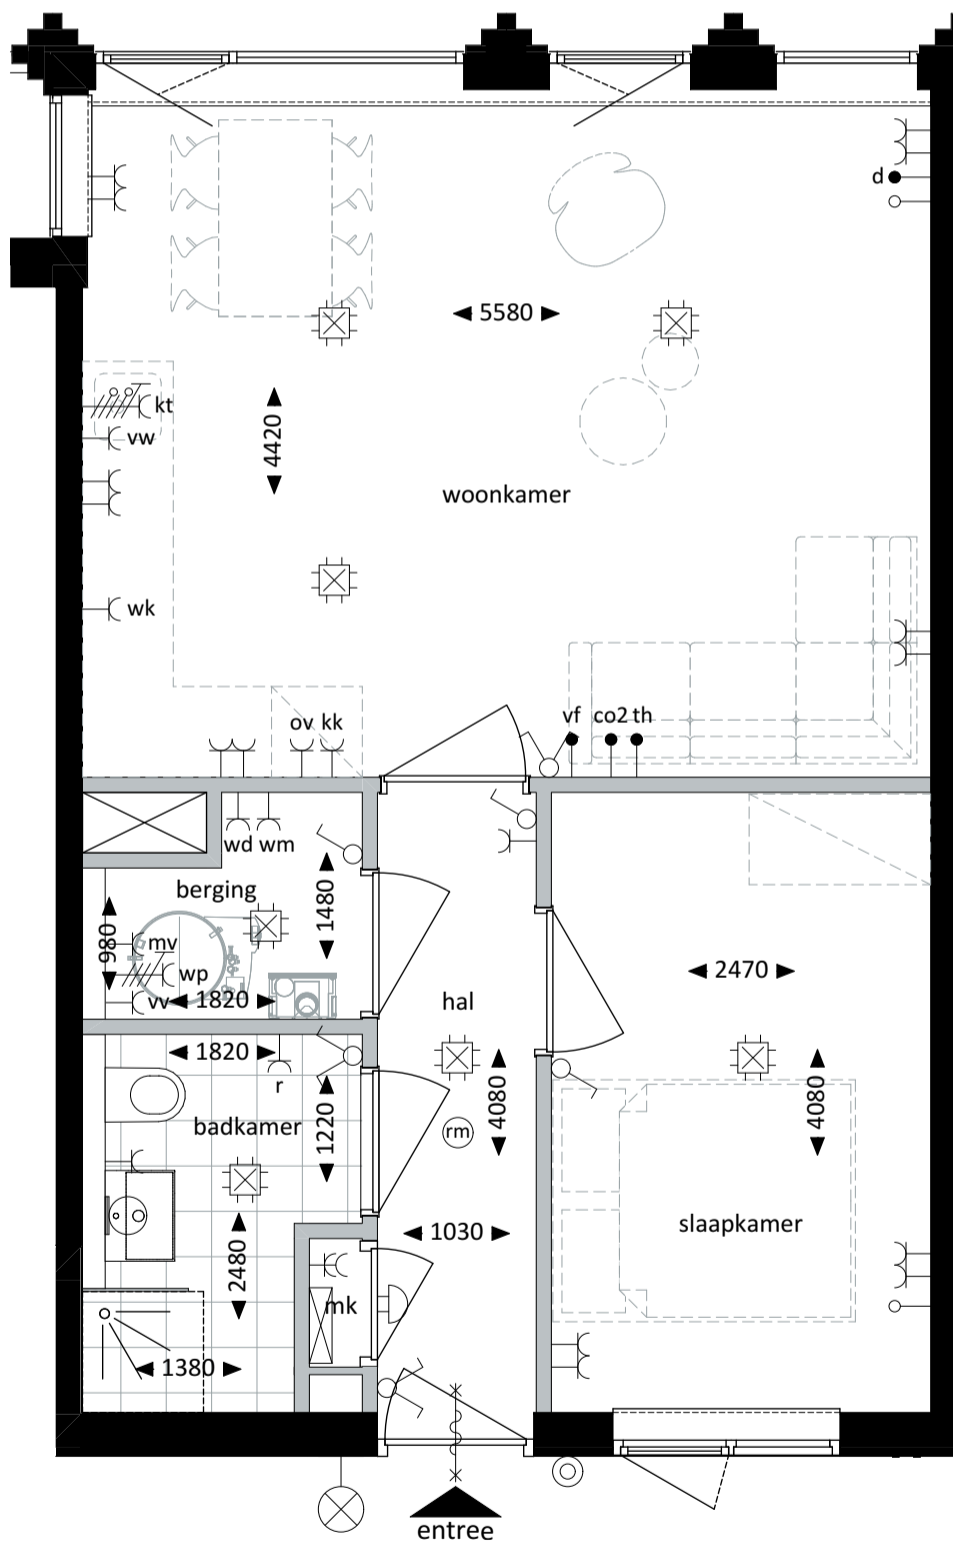 d
5580
kt
vw
4420
woonkamer
wk
ov kk
vf co2 th
wd wm
berging
1480
980
mv
wp
vv 1820
2470
hal
1820
r
badkamer
1220
4080
rm
4080
slaapkamer
1030
2480
mk
1380
entree